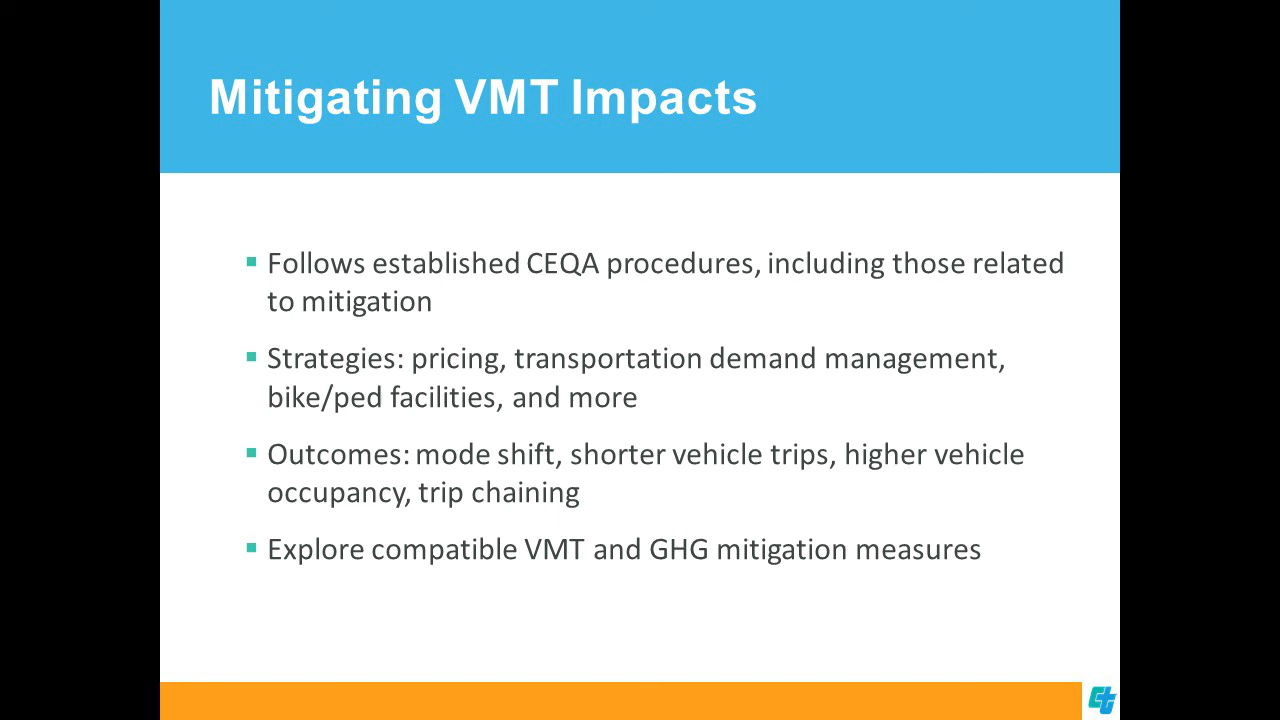 Mitigating VMT Impacts
▪ Follows established CEQA procedures, including those related
to mitigation
▪ Strategies: pricing, transportation demand management,
bike/ped facilities, and more
▪ Outcomes: mode shift, shorter vehicle trips, higher vehicle
occupancy, trip chaining
▪ Explore compatible VMT and GHG mitigation measures